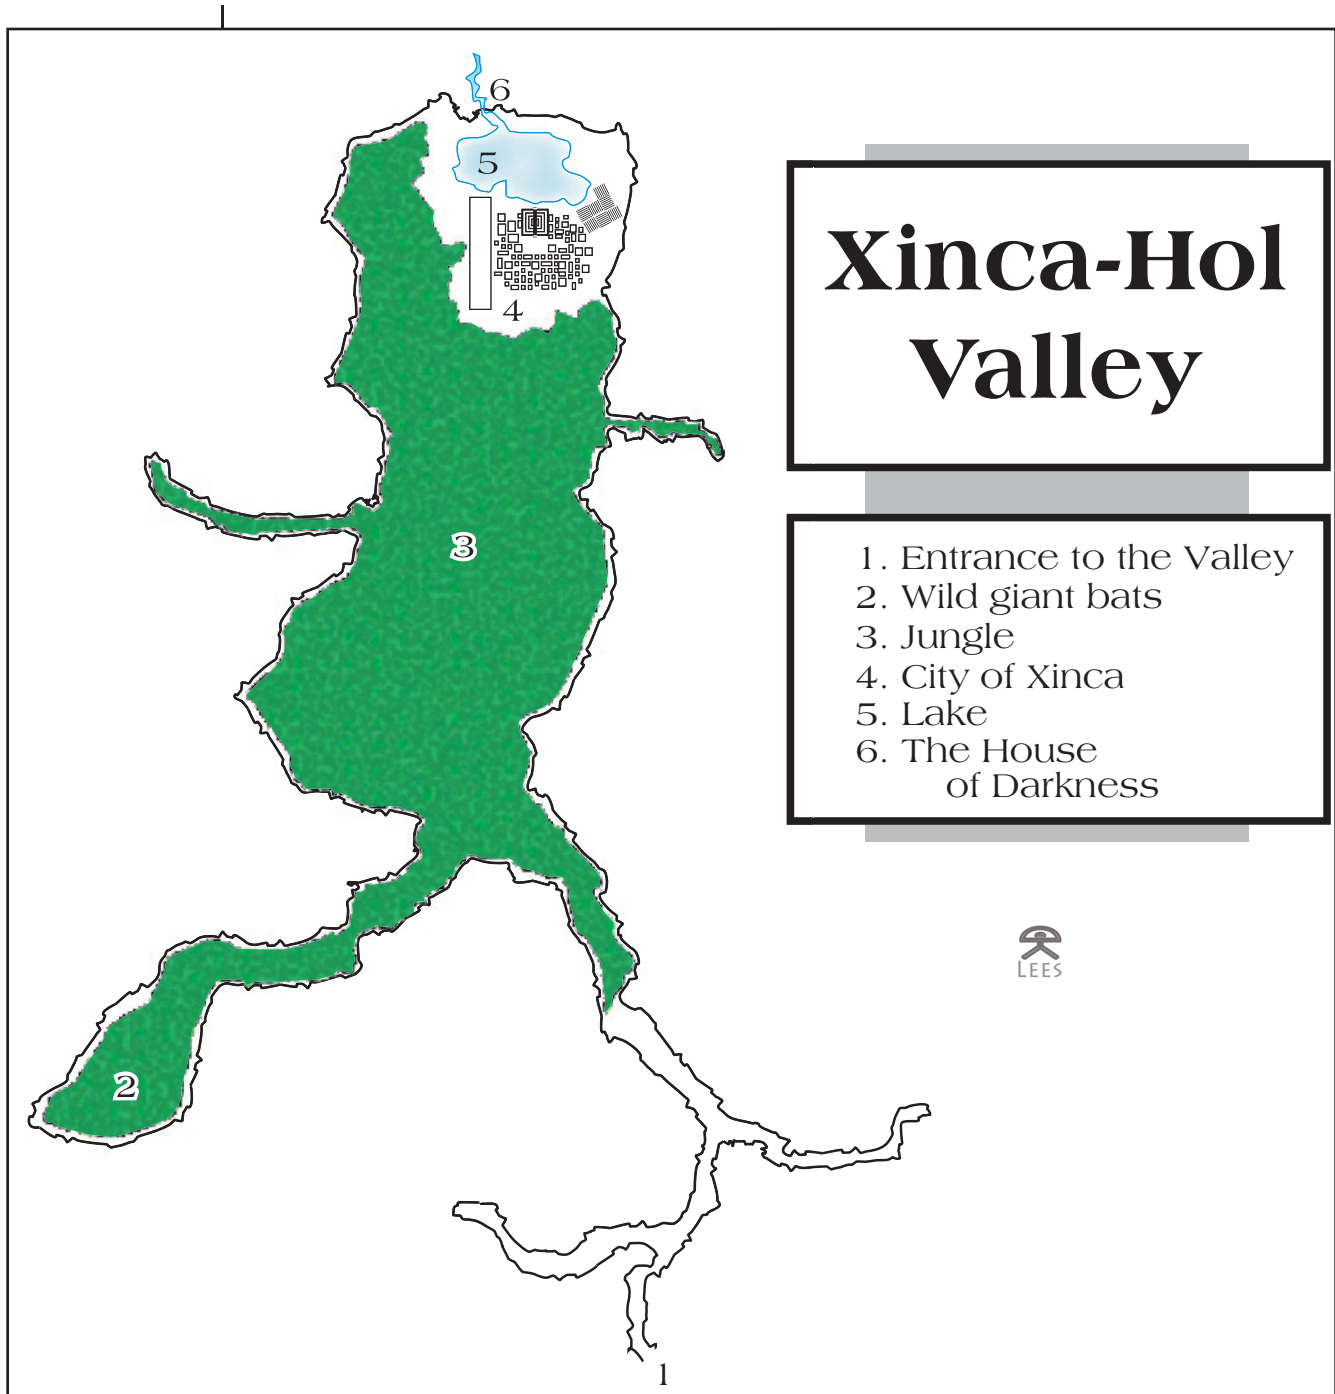 6
5
4
3
2
1
Xinca-Hol
Valley
1. Entrance to the Valley
2. Wild giant bats
3. Jungle
4. City of Xinca
5. Lake
6. The House
of Darkness
LEES